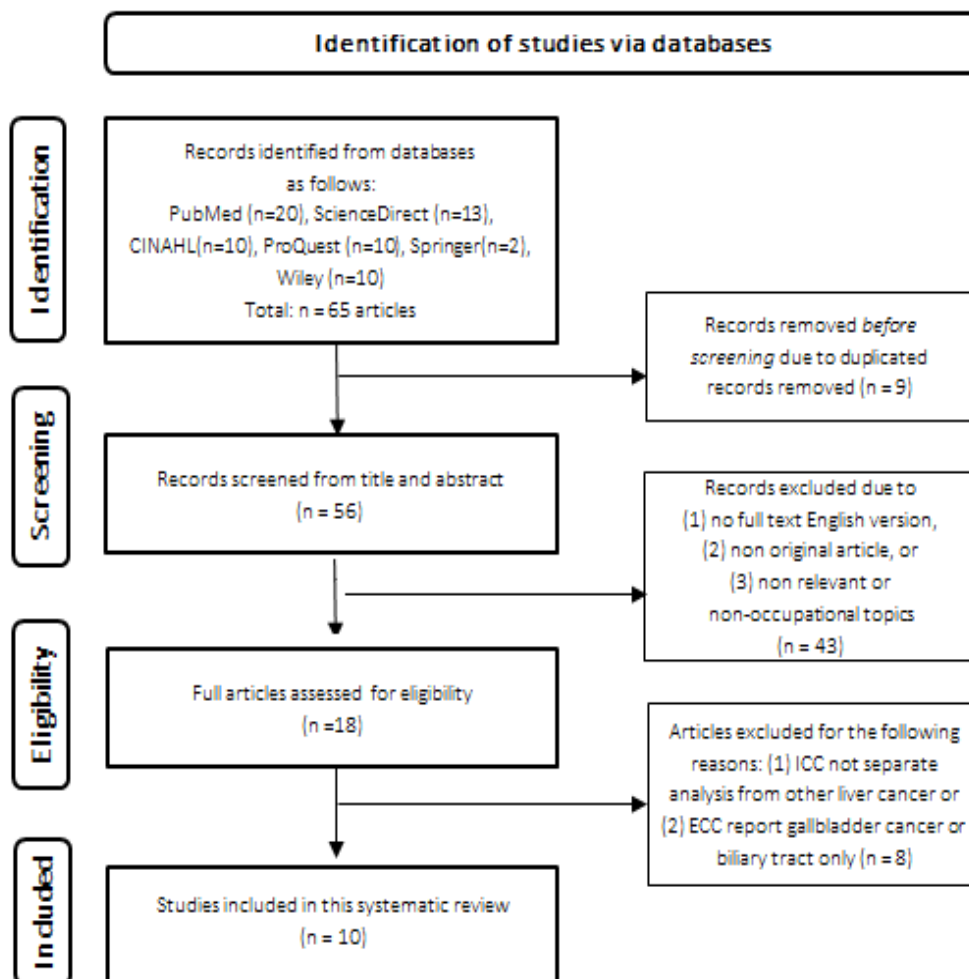 Identification of studies via databases
Identification
Records identified from databases
as follows:
PubMed (n=20), ScienceDirect (n=13),
CINAHL(n=10), ProQuest (n=10), Springer(n=2),
Wiley (n=10)
Total: n = 65 articles
Records removed before
screening due to duplicated
records removed (n = 9)
Screening
Records screened from title and abstract
(n = 56)
Records excluded due to
(1) no full text English version,
(2) non original article, or
(3) non relevant or
non-occupational topics
(n = 43)
Eligibility
Full articles assessed for eligibility
(n =18)
Articles excluded for the following
reasons: (1) ICC not separate
analysis from other liver cancer or
(2) ECC report gallbladder cancer or
biliary tract only (n = 8)
Included
Studies included in this systematic review
(n = 10)